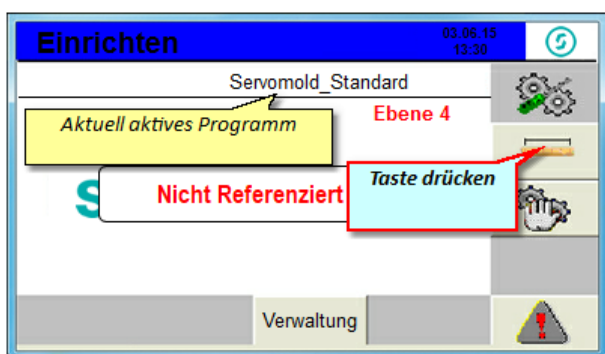 Einrichten
03.06.15
13:30
Servomold_Standard
Aktuell aktives Programm
Ebene 4
Nicht Referenziert
Taste drücken
Verwaltung